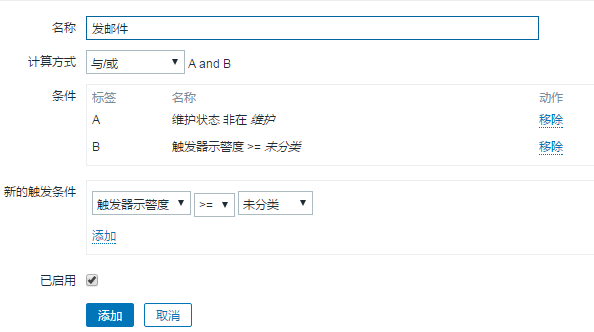 名称 发邮件
计算方式 与/或 A and B
条件 标签 名称 动作
A 维护状态 非在 维护 移除
B 触发器示警度 >= 未分类 移除
新的触发条件 触发器示警度 >= 未分类
添加
已启用
添加 取消